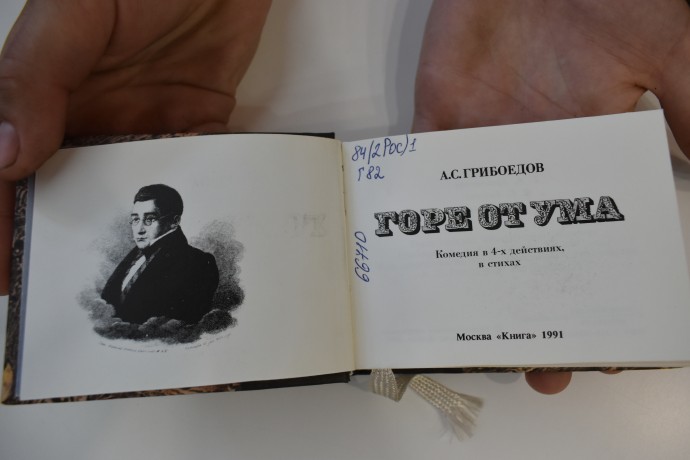 84(2Рос)1
Г82
66710
А.С.ГРИБОЕДОВ
ГОРЕ ОТ УМА
Комедия в 4-х действиях,
в стихах
Москва «Книга» 1991